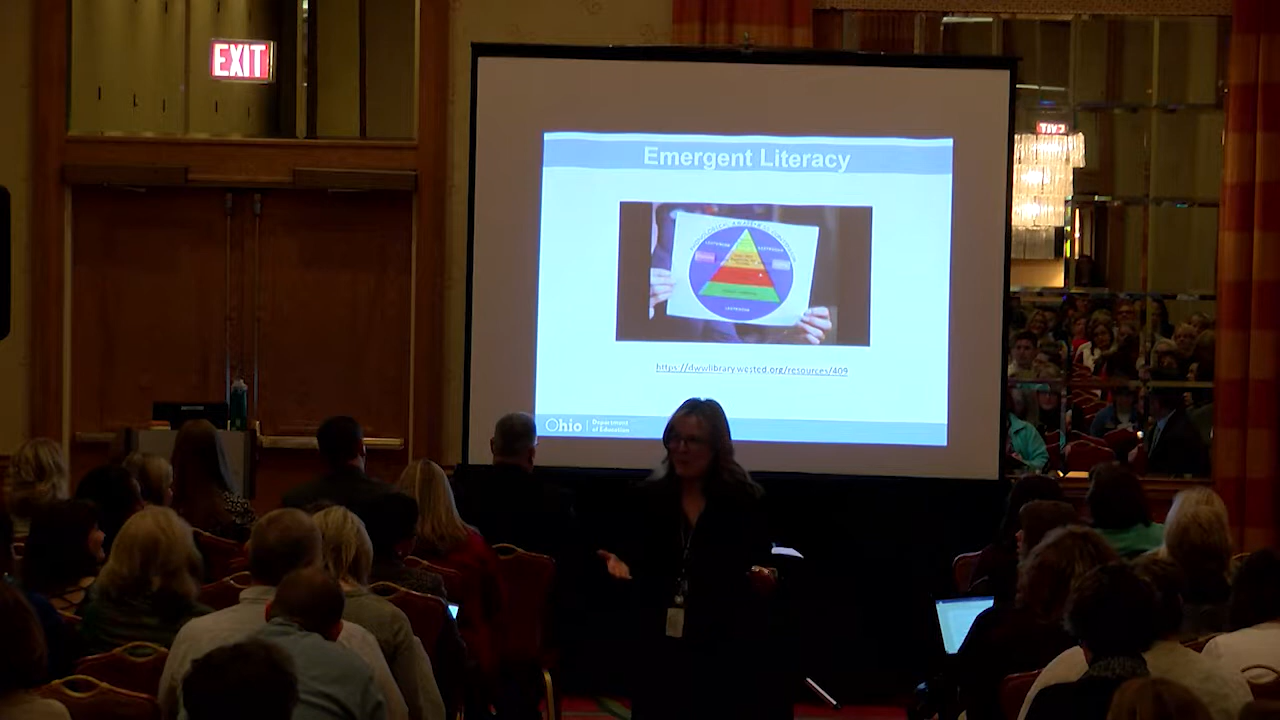 EXIT
Emergent Literacy
https://dwwlibrary.wested.org/resources/409
Ohio
Department
of Education